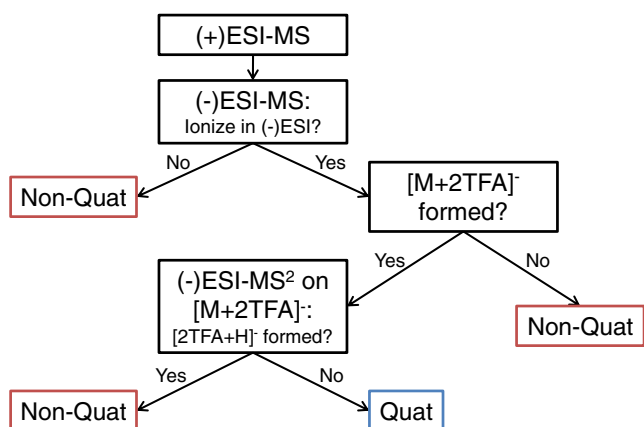 (+)ESI-MS
(-)ESI-MS:
Ionize in (-)ESI?
No
Yes
Non-Quat
[M+2TFA]⁻
formed?
Yes
No
(-)ESI-MS² on
[M+2TFA]⁻:
[2TFA+H]⁻ formed?
Non-Quat
Yes
No
Non-Quat
Quat